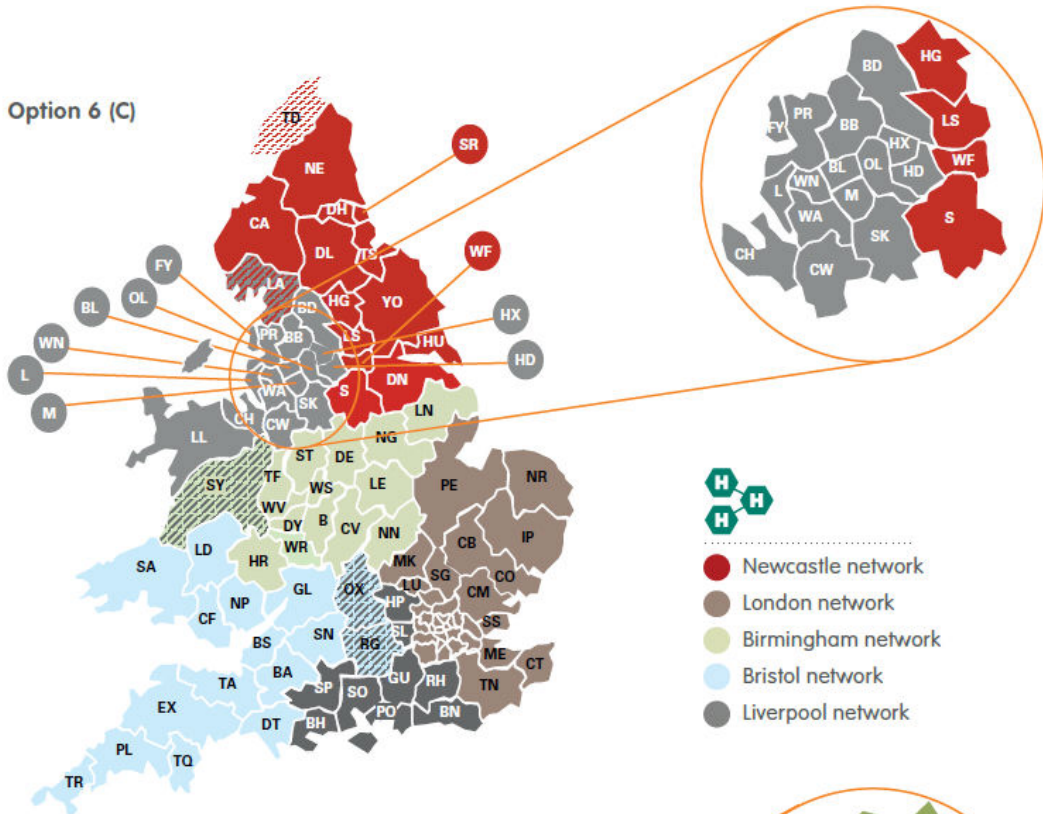 Option 6 (C)
TD
NE
SR
CA
DH
DL
TS
WF
FY
LA
OL
HG
YO
BL
BD
HX
PR
BB
LS
HU
WN
HD
L
WA
S
DN
M
SK
CH
CW
LN
LL
NG
ST
DE
SY
TF
WS
LE
PE
NR
WV
DY
B
CV
NN
CB
IP
WR
LD
HR
MK
SG
CO
SA
OX
LU
CM
NP
GL
HP
CF
SS
SN
SL
BS
RG
ME
CT
BA
GU
RH
TN
TA
SP
SO
EX
DT
BH
PO
BN
PL
TQ
TR
HG
BD
PR
LS
FY
BB
HX
WF
BL
OL
HD
WN
L
M
WA
S
SK
CH
CW
H
H
H
Newcastle network
London network
Birmingham network
Bristol network
Liverpool network